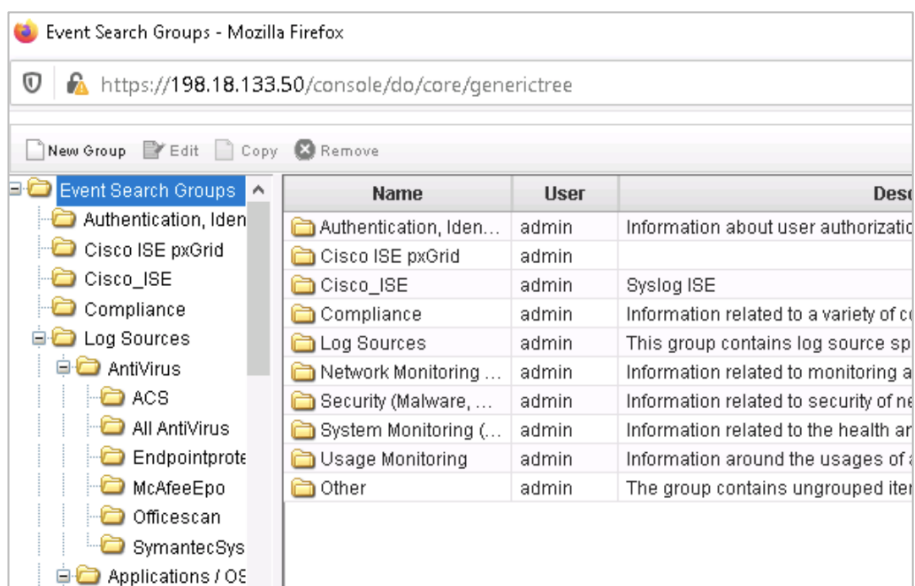 Event Search Groups - Mozilla Firefox
https://198.18.133.50/console/do/core/generictree
New Group Edit Copy Remove
Event Search Groups
Authentication, Iden
Cisco ISE pxGrid
Cisco_ISE
Compliance
Log Sources
AntiVirus
ACS
All AntiVirus
Endpointprote
McAfeeEpo
Officescan
SymantecSys
Applications / OS
Name User Desc
Authentication, Iden... admin Information about user authorizatic
Cisco ISE pxGrid admin
Cisco_ISE admin Syslog ISE
Compliance admin Information related to a variety of co
Log Sources admin This group contains log source sp
Network Monitoring ... admin Information related to monitoring a
Security (Malware, ... admin Information related to security of ne
System Monitoring (... admin Information related to the health an
Usage Monitoring admin Information around the usages of a
Other admin The group contains ungrouped iter